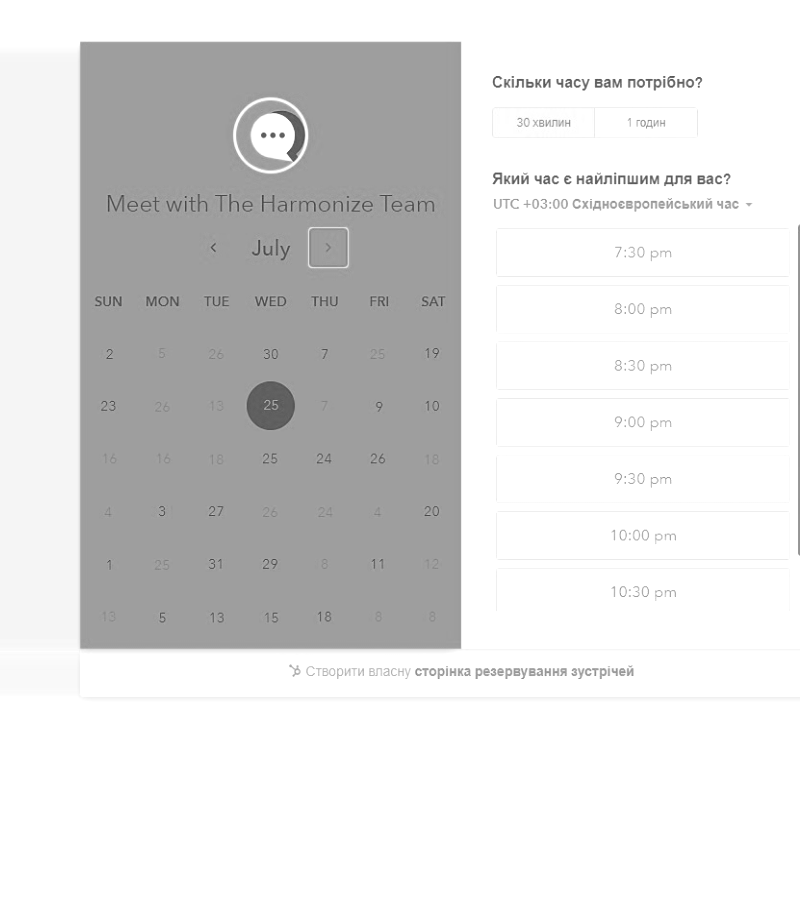 Meet with The Harmonize Team
July
SUN MON TUE WED THU FRI SAT
2 5 26 30 7 25 19
23 26 13 25 7 9 10
16 16 18 25 24 26 18
4 3 27 26 24 4 20
1 25 31 29 8 11 12
13 5 13 15 18 8 8
Скільки часу вам потрібно?
30 хвилин 1 годин
Який час є найліпшим для вас?
UTC +03:00 Східноєвропейський час
7:30 pm
8:00 pm
8:30 pm
9:00 pm
9:30 pm
10:00 pm
10:30 pm
Створити власну сторінка резервування зустрічей